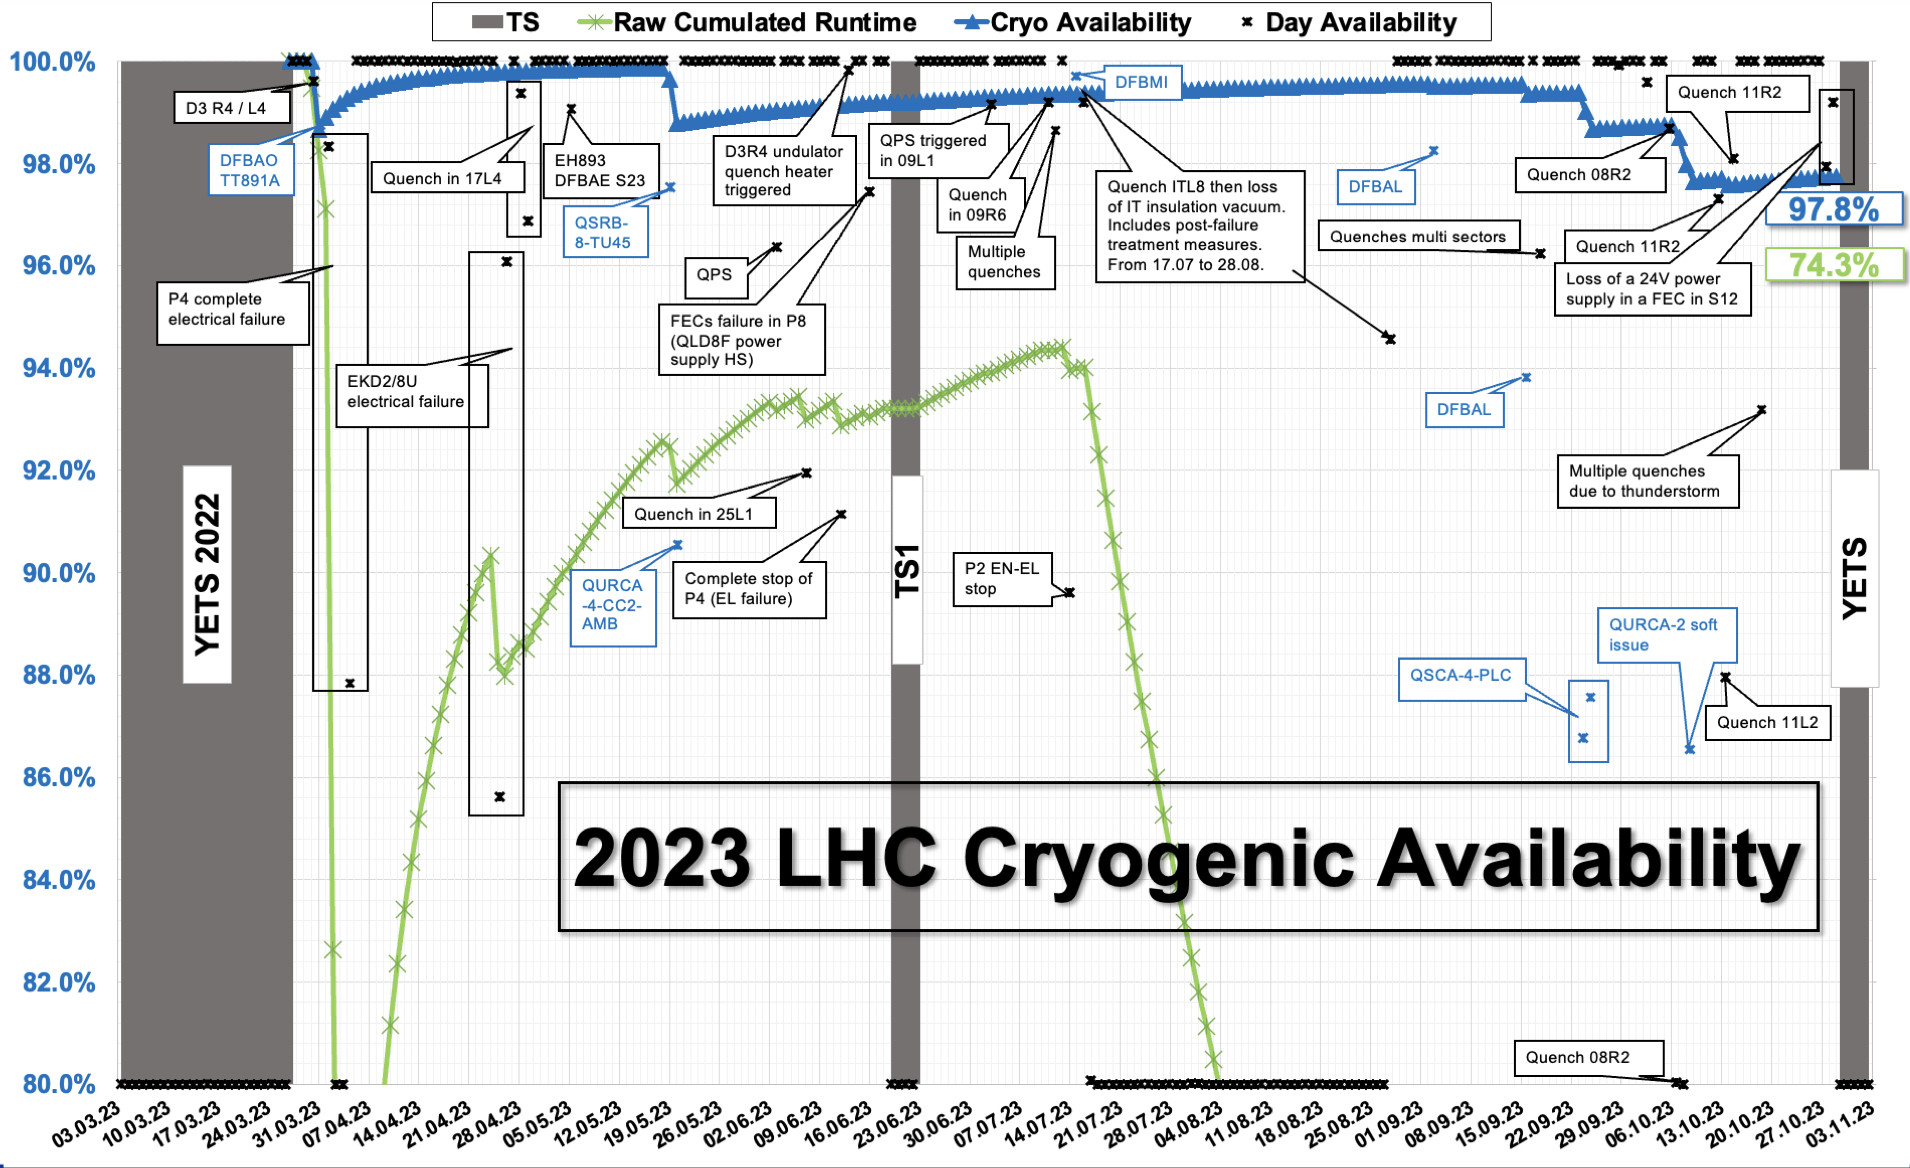 TS Raw Cumulated Runtime Cryo Availability Day Availability
100.0%
98.0%
96.0%
94.0%
92.0%
90.0%
88.0%
86.0%
84.0%
82.0%
80.0%
D3 R4 / L4
DFBAO
TT891A
P4 complete
electrical failure
EKD2/8U
electrical failure
Quench in 17L4
EH893
DFBAE S23
QSRB-
8-TU45
D3R4 undulator
quench heater
triggered
QPS
FECs failure in P8
(QLD8F power
supply HS)
Quench in 25L1
QURCA
-4-CC2-
AMB
Complete stop of
P4 (EL failure)
QPS triggered
in 09L1
Quench
in 09R6
Multiple
quenches
DFBMI
Quench ITL8 then loss
of IT insulation vacuum.
Includes post-failure
treatment measures.
From 17.07 to 28.08.
P2 EN-EL
stop
DFBAL
Quenches multi sectors
DFBAL
Quench 08R2
Quench 11R2
Quench 11R2
Loss of a 24V power
supply in a FEC in S12
97.8%
74.3%
Multiple quenches
due to thunderstorm
QURCA-2 soft
issue
QSCA-4-PLC
Quench 11L2
Quench 08R2
YETS 2022
TS1
YETS
2023 LHC Cryogenic Availability
03.03.23
10.03.23
17.03.23
24.03.23
31.03.23
07.04.23
14.04.23
21.04.23
28.04.23
05.05.23
12.05.23
19.05.23
26.05.23
02.06.23
09.06.23
16.06.23
23.06.23
30.06.23
07.07.23
14.07.23
21.07.23
28.07.23
04.08.23
11.08.23
18.08.23
25.08.23
01.09.23
08.09.23
15.09.23
22.09.23
29.09.23
06.10.23
13.10.23
20.10.23
27.10.23
03.11.23